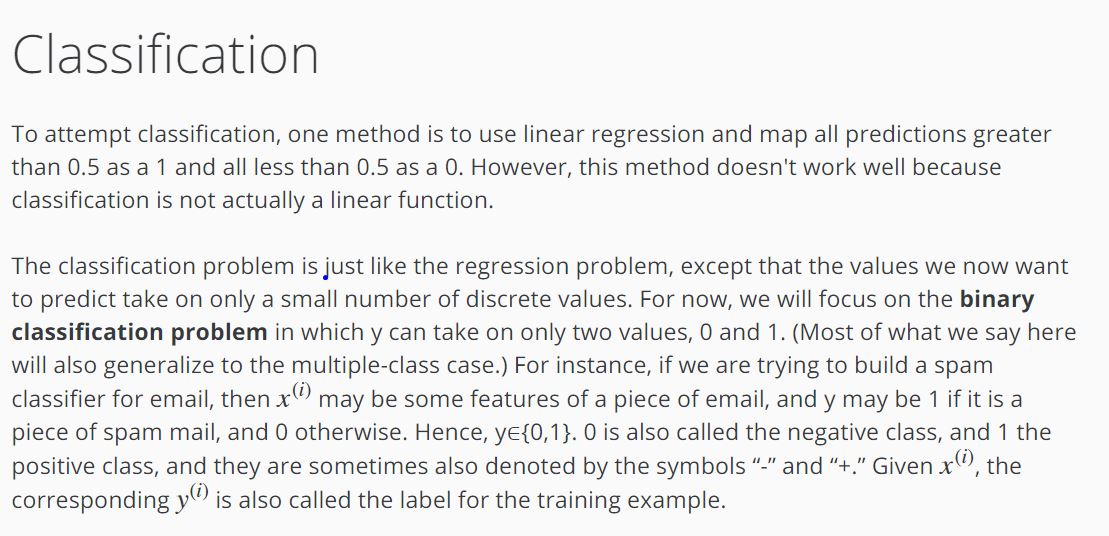 Classification
To attempt classification, one method is to use linear regression and map all predictions greater
than 0.5 as a 1 and all less than 0.5 as a 0. However, this method doesn't work well because
classification is not actually a linear function.
The classification problem is just like the regression problem, except that the values we now want
to predict take on only a small number of discrete values. For now, we will focus on the binary
classification problem in which y can take on only two values, 0 and 1. (Most of what we say here
will also generalize to the multiple-class case.) For instance, if we are trying to build a spam
classifier for email, then x⁽ⁱ⁾ may be some features of a piece of email, and y may be 1 if it is a
piece of spam mail, and 0 otherwise. Hence, y∈{0,1}. 0 is also called the negative class, and 1 the
positive class, and they are sometimes also denoted by the symbols “-” and “+.” Given x⁽ⁱ⁾, the
corresponding y⁽ⁱ⁾ is also called the label for the training example.